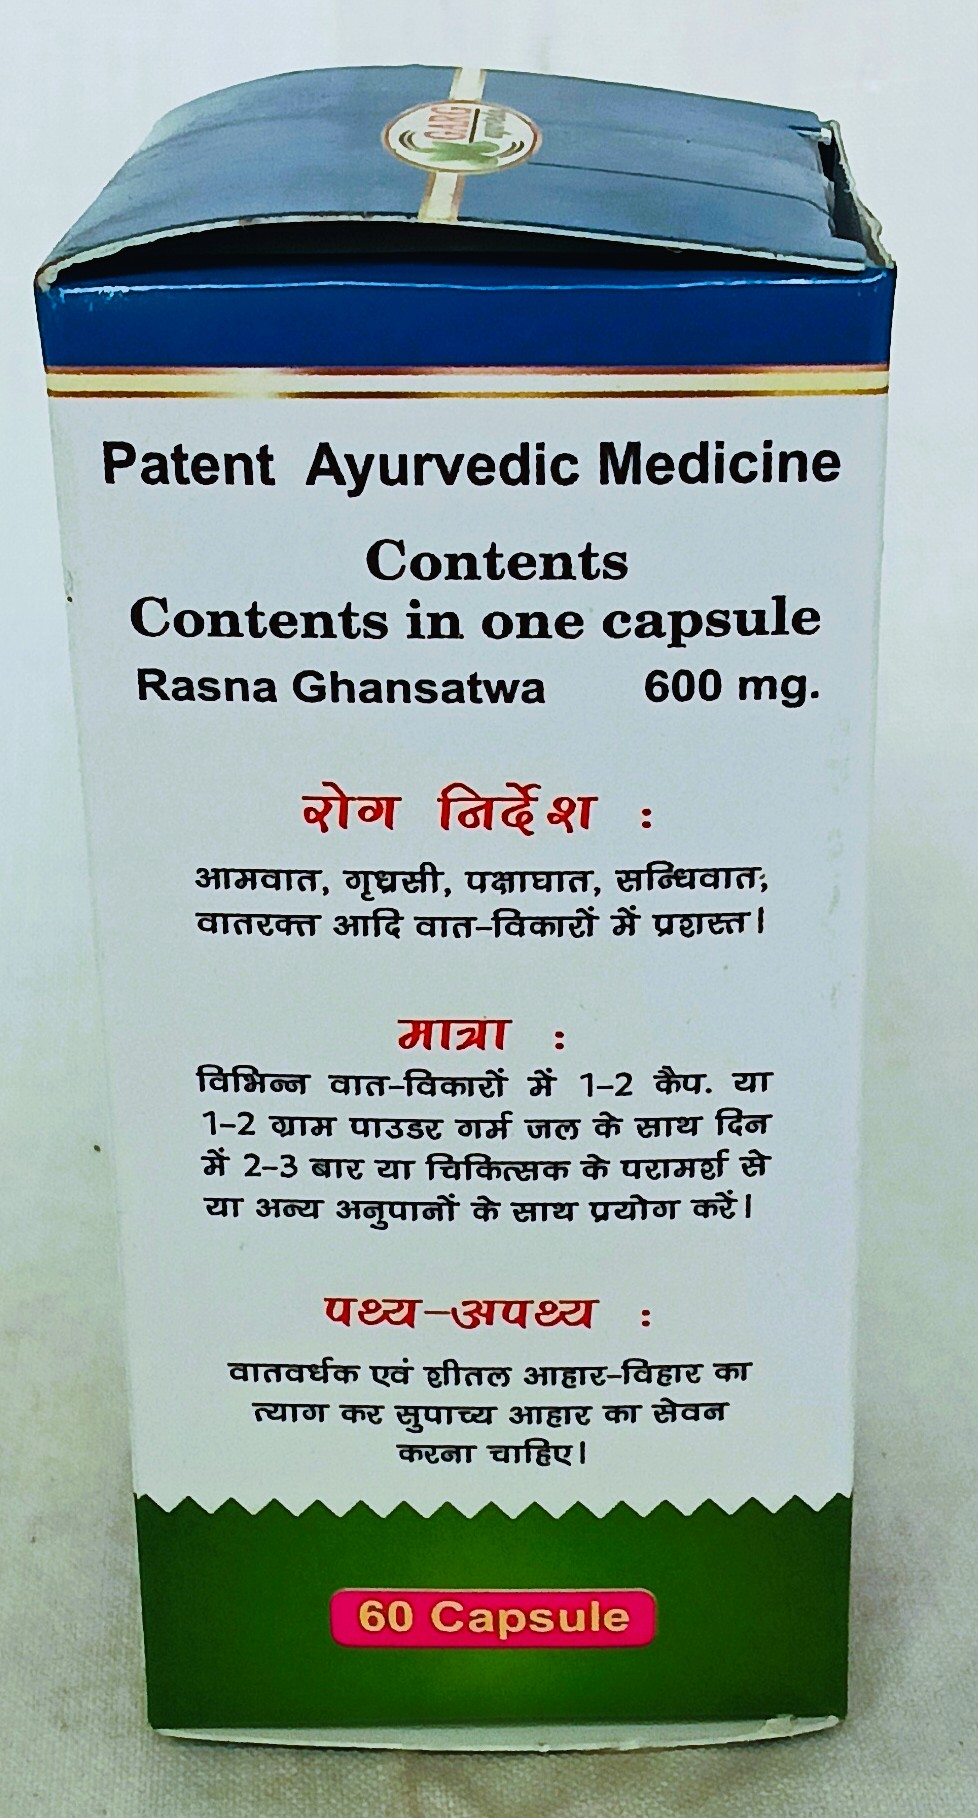 GARG
Patent Ayurvedic Medicine
Contents
Contents in one capsule
Rasna Ghansatwa 600 mg.
रोग निर्देश :
आमवात, गृध्रसी, पक्षाघात, सन्धिवात,
वातरक्त आदि वात-विकारों में प्रशस्त।
मात्रा :
विभिन्न वात-विकारों में 1-2 कैप. या
1-2 ग्राम पाउडर गर्म जल के साथ दिन
में 2-3 बार या चिकित्सक के परामर्श से
या अन्य अनुपानों के साथ प्रयोग करें।
पथ्य-अपथ्य :
वातवर्धक एवं शीतल आहार-विहार का
त्याग कर सुपाच्य आहार का सेवन
करना चाहिए।
60 Capsule